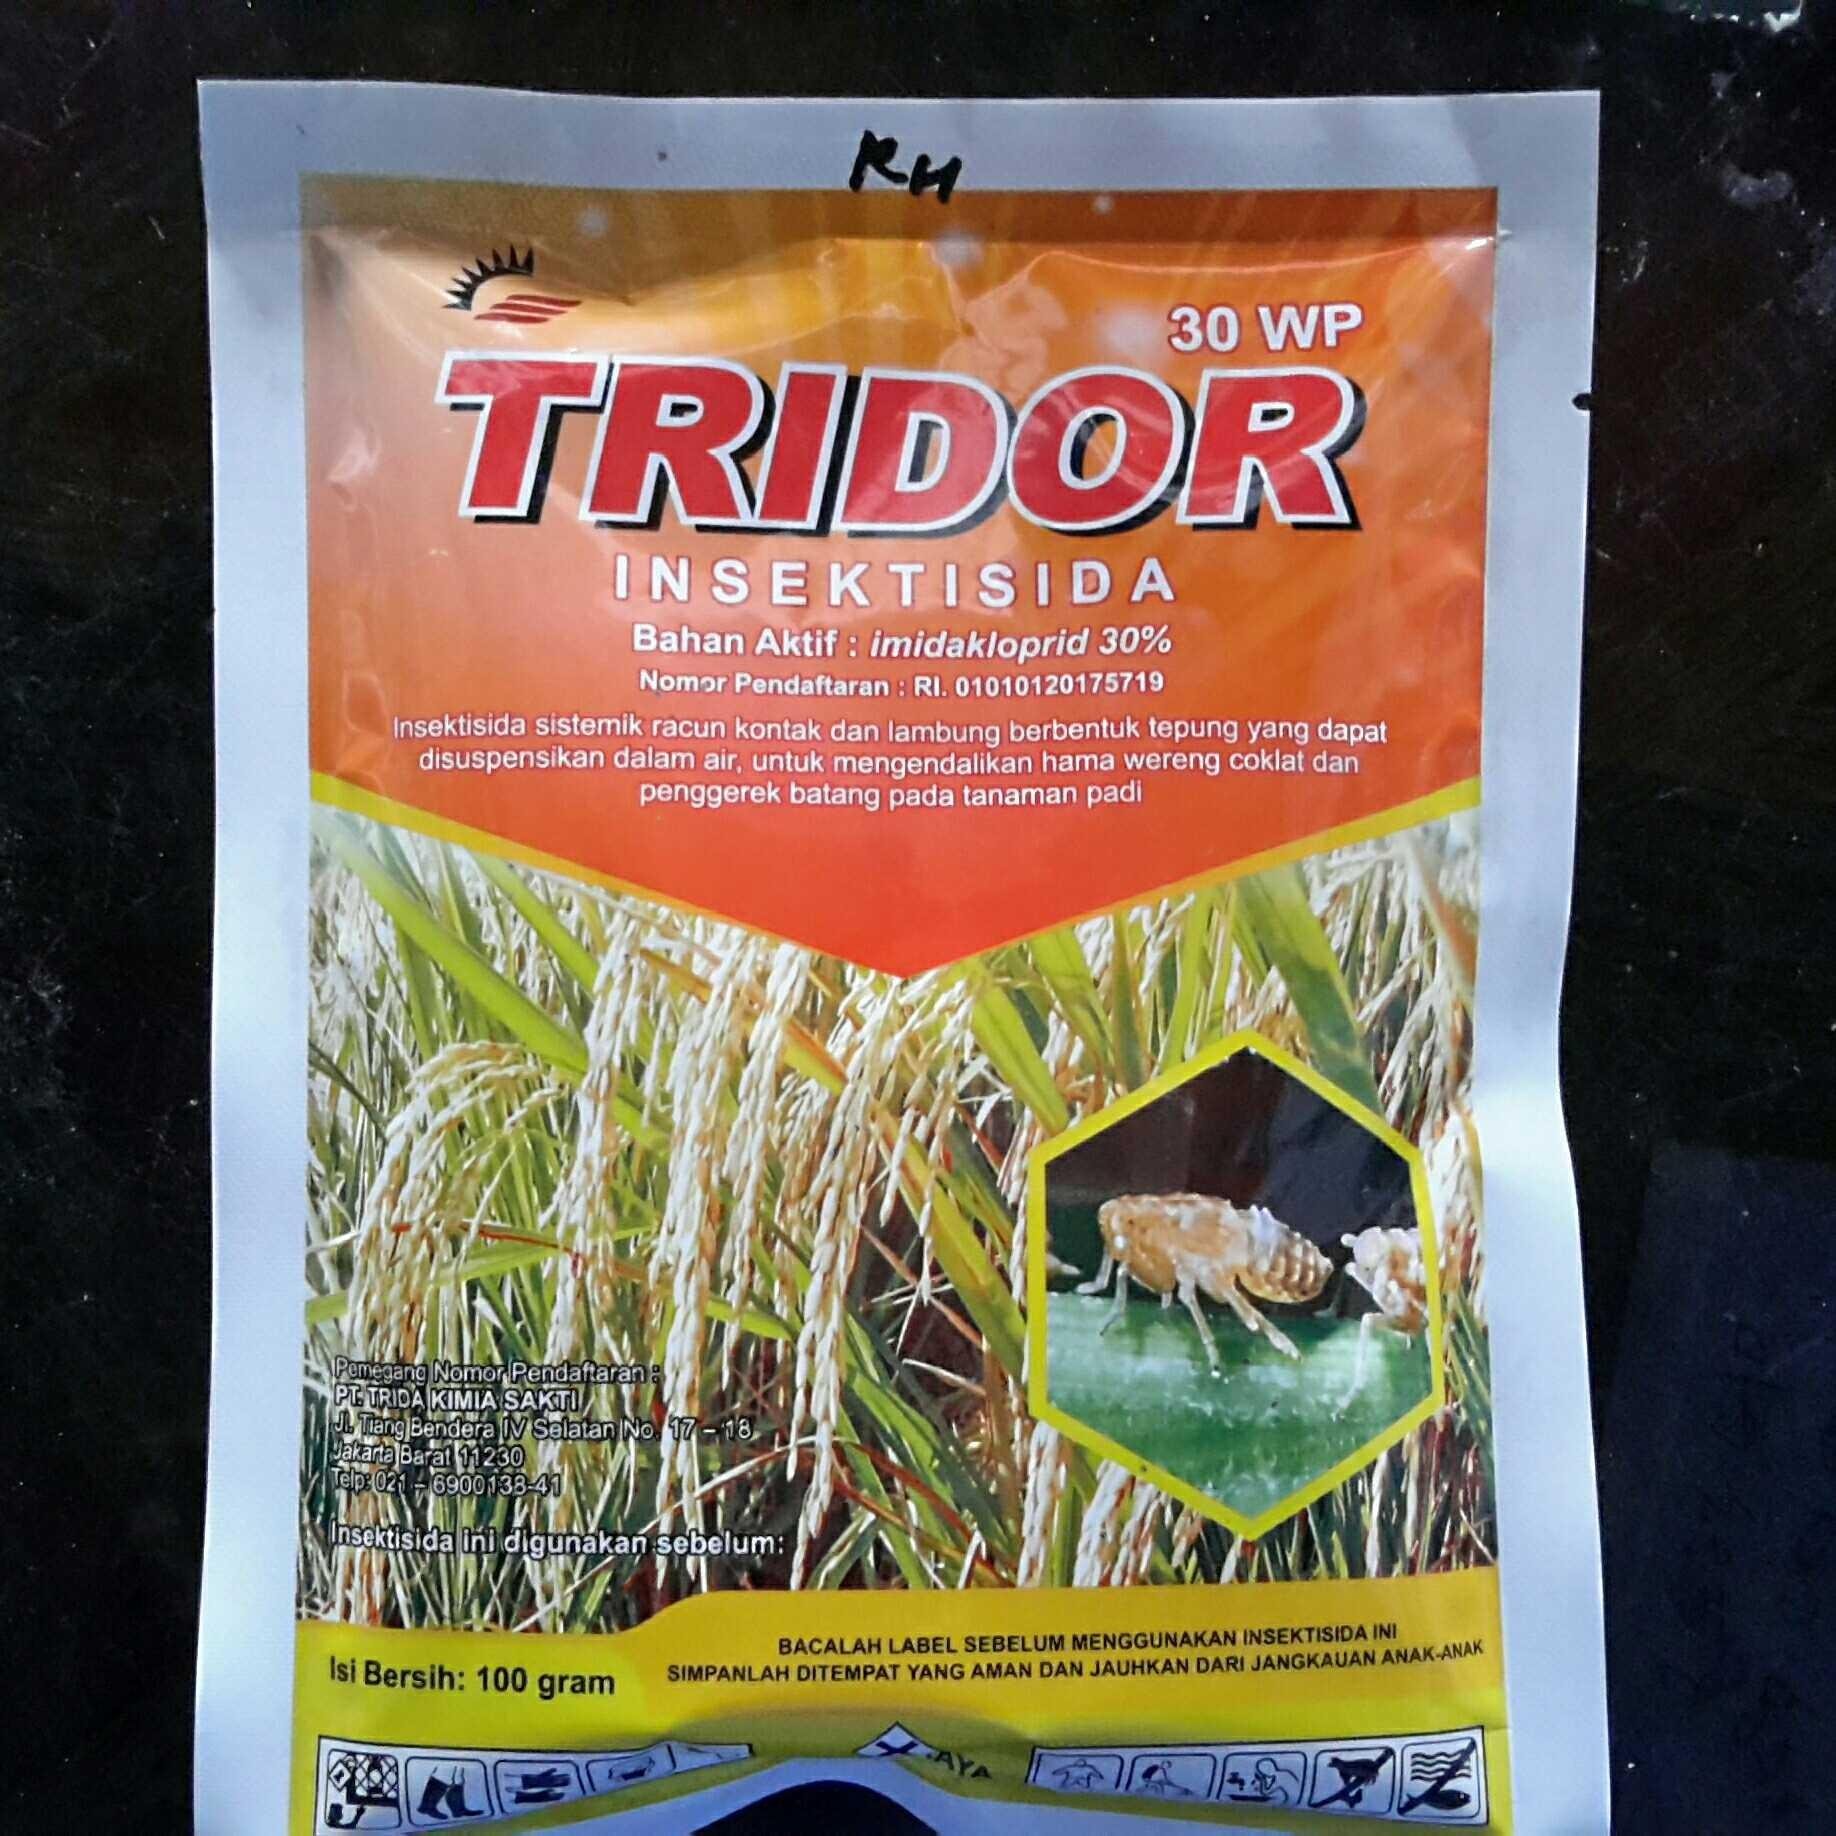 RH
30 WP
TRIDOR
INSEKTISIDA
Bahan Aktif : imidakloprid 30%
Nomor Pendaftaran : RI. 01010120175719
Insektisida sistemik racun kontak dan lambung berbentuk tepung yang dapat
disuspensikan dalam air, untuk mengendalikan hama wereng coklat dan
penggerek batang pada tanaman padi
Pemegang Nomor Pendaftaran :
PT. TRIDA KIMIA SAKTI
Jl. Tiang Bendera IV Selatan No. 17 – 18
Jakarta Barat 11230
Telp: 021 – 6900138-41
Insektisida ini digunakan sebelum:
BACALAH LABEL SEBELUM MENGGUNAKAN INSEKTISIDA INI
SIMPANLAH DITEMPAT YANG AMAN DAN JAUHKAN DARI JANGKAUAN ANAK-ANAK
Isi Bersih: 100 gram